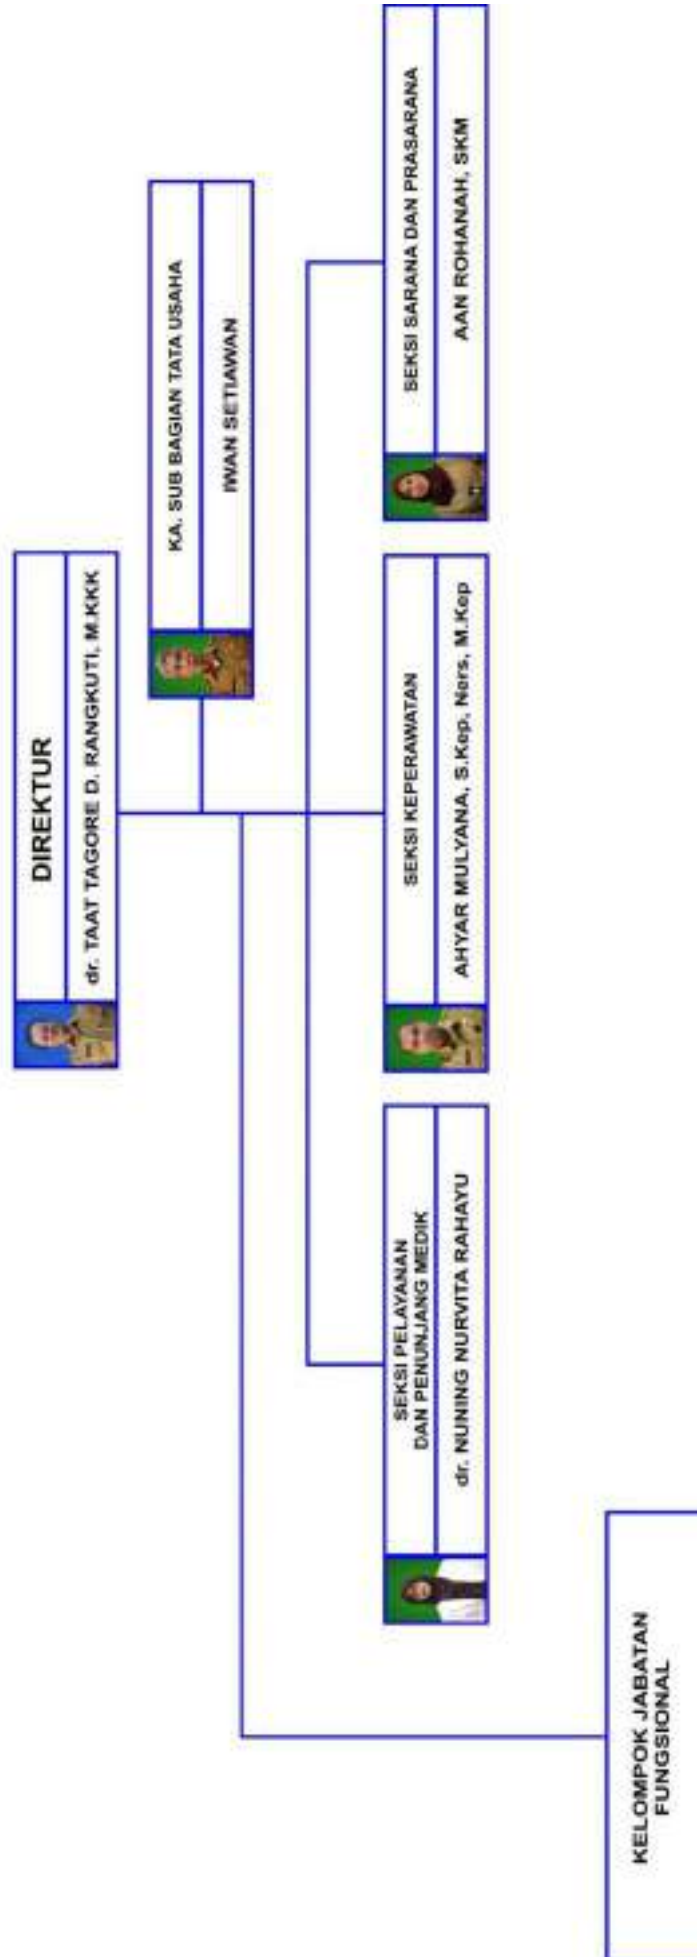 DIREKTUR
dr. TAAT TAGORE D. RANGKUTI, M.KKK
KA. SUB BAGIAN TATA USAHA
IWAN SETIAWAN
SEKSI PELAYANAN
DAN PENUNJANG MEDIK
dr. NUNING NURVITA RAHAYU
SEKSI KEPERAWATAN
AHYAR MULYANA, S.Kep, Ners, M.Kep
SEKSI SARANA DAN PRASARANA
AAN ROHANAH, SKM
KELOMPOK JABATAN
FUNGSIONAL